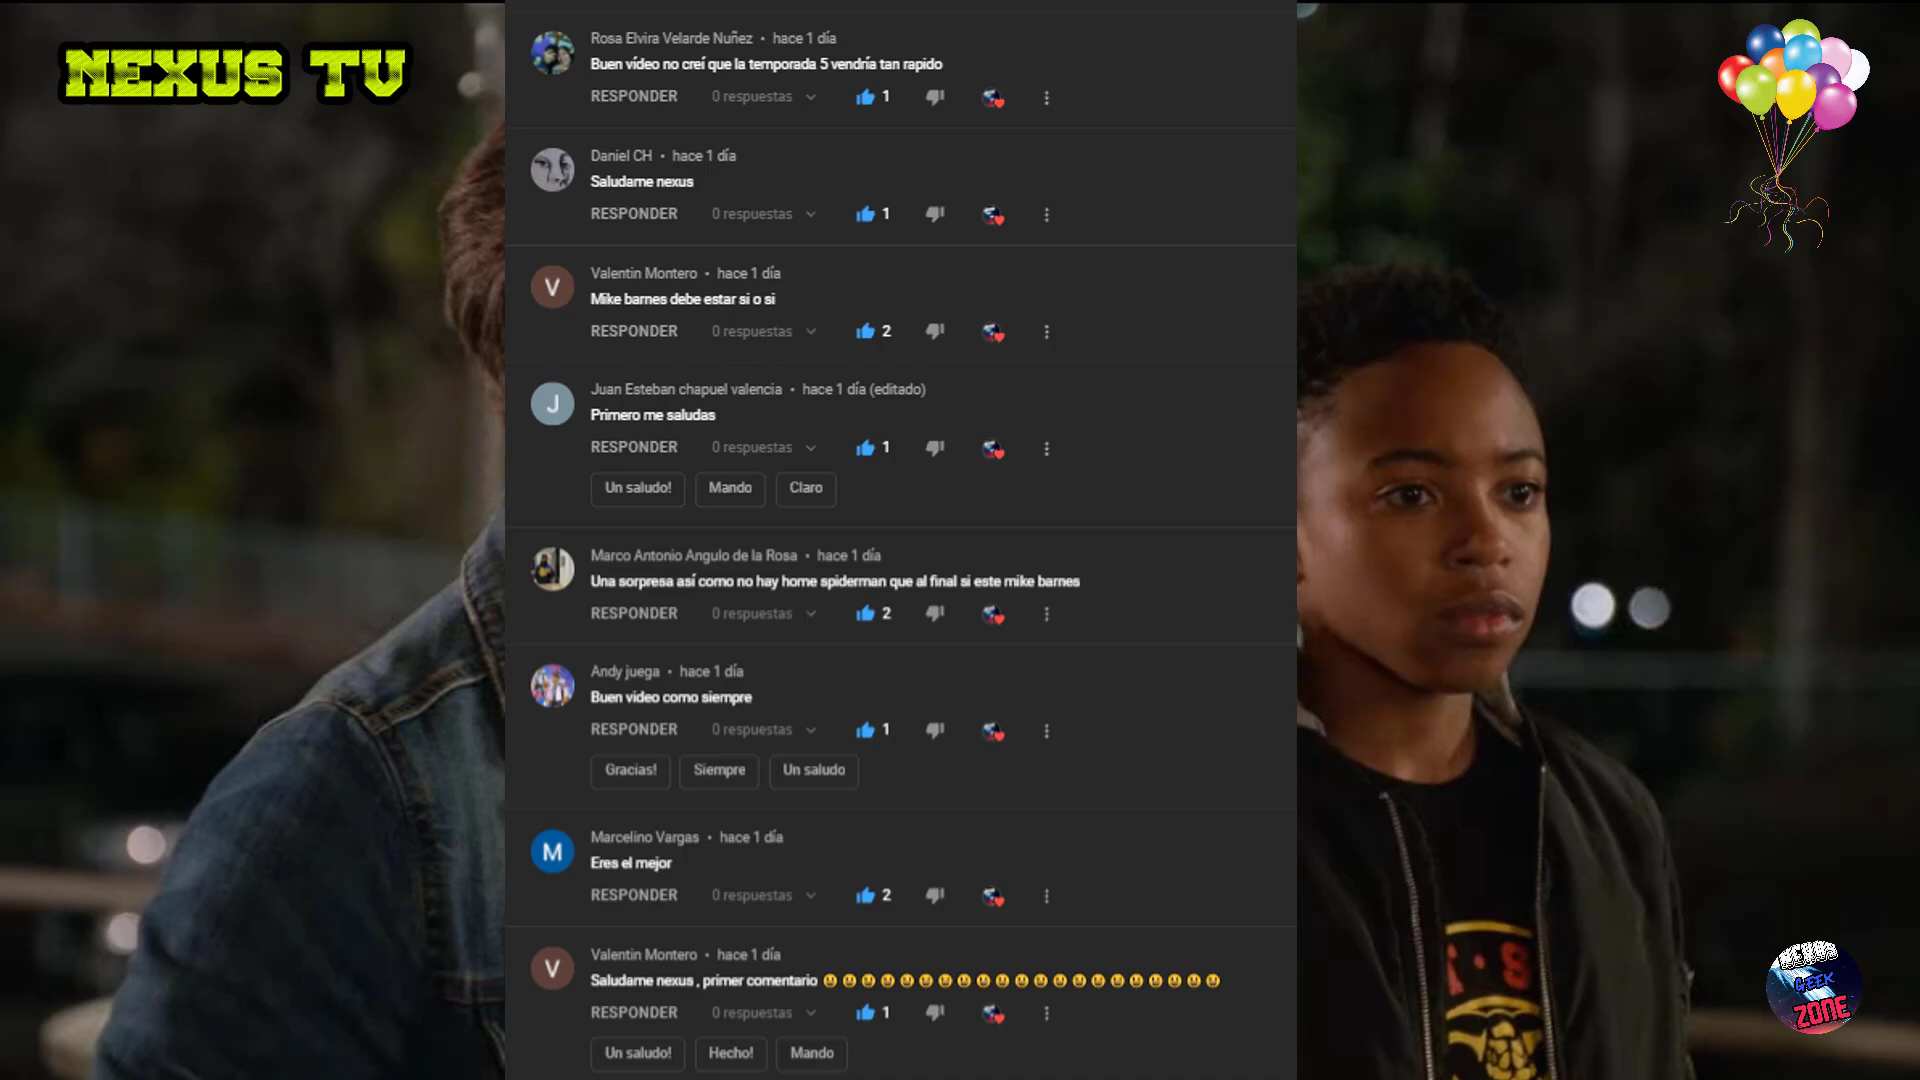 NEXUS TV
Rosa Elvira Velarde Nuñez • hace 1 día
Buen vídeo no creí que la temporada 5 vendría tan rapido
RESPONDER 0 respuestas 1
Daniel CH • hace 1 día
Saludame nexus
RESPONDER 0 respuestas 1
V
Valentin Montero • hace 1 día
Mike barnes debe estar si o si
RESPONDER 0 respuestas 2
J
Juan Esteban chapuel valencia • hace 1 día (editado)
Primero me saludas
RESPONDER 0 respuestas 1
Un saludo! Mando Claro
Marco Antonio Angulo de la Rosa • hace 1 día
Una sorpresa así como no hay home spiderman que al final si este mike barnes
RESPONDER 0 respuestas 2
Andy juega • hace 1 día
Buen video como siempre
RESPONDER 0 respuestas 1
Gracias! Siempre Un saludo
M
Marcelino Vargas • hace 1 día
Eres el mejor
RESPONDER 0 respuestas 2
V
Valentin Montero • hace 1 día
Saludame nexus , primer comentario 😃😃😃😃😃😃😃😃😃😃😃😃😃😃😃😃😃😃😃😃😃
RESPONDER 0 respuestas 1
Un saludo! Hecho! Mando
NEXUS
GEEK
ZONE